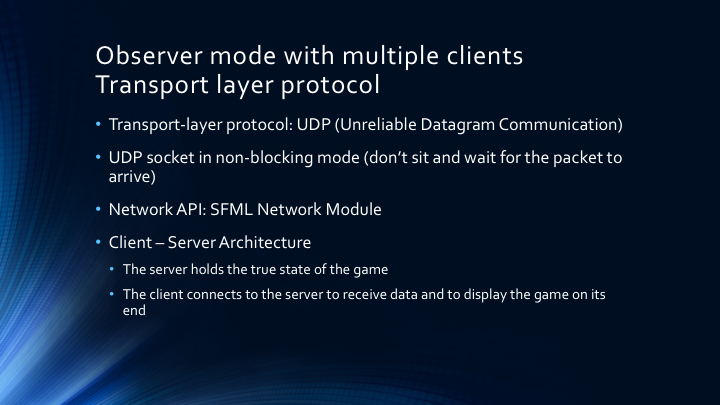 Observer mode with multiple clients
Transport layer protocol
• Transport-layer protocol: UDP (Unreliable Datagram Communication)
• UDP socket in non-blocking mode (don’t sit and wait for the packet to
arrive)
• Network API: SFML Network Module
• Client – Server Architecture
• The server holds the true state of the game
• The client connects to the server to receive data and to display the game on its
end